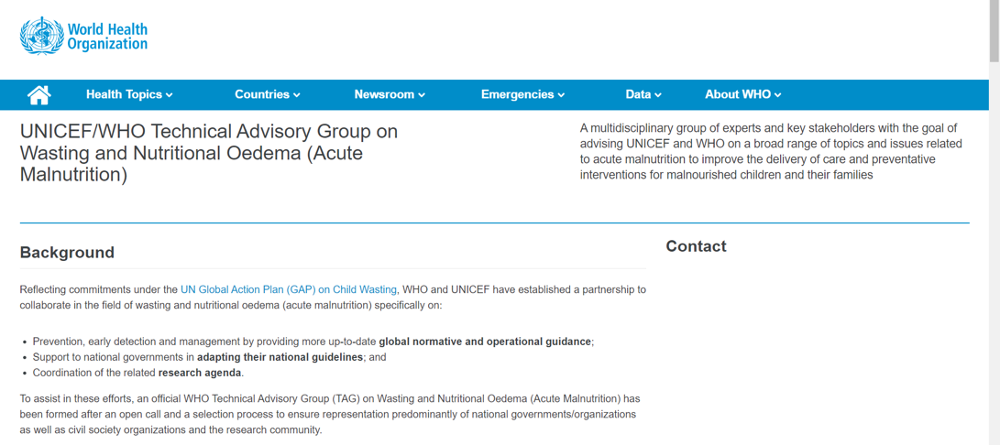 World Health
Organization
Health Topics
Countries
Newsroom
Emergencies
Data
About WHO
UNICEF/WHO Technical Advisory Group on
Wasting and Nutritional Oedema (Acute
Malnutrition)
A multidisciplinary group of experts and key stakeholders with the goal of
advising UNICEF and WHO on a broad range of topics and issues related
to acute malnutrition to improve the delivery of care and preventative
interventions for malnourished children and their families
Background
Reflecting commitments under the UN Global Action Plan (GAP) on Child Wasting, WHO and UNICEF have established a partnership to
collaborate in the field of wasting and nutritional oedema (acute malnutrition) specifically on:
• Prevention, early detection and management by providing more up-to-date global normative and operational guidance;
• Support to national governments in adapting their national guidelines; and
• Coordination of the related research agenda.
To assist in these efforts, an official WHO Technical Advisory Group (TAG) on Wasting and Nutritional Oedema (Acute Malnutrition) has
been formed after an open call and a selection process to ensure representation predominantly of national governments/organizations
as well as civil society organizations and the research community.
Contact